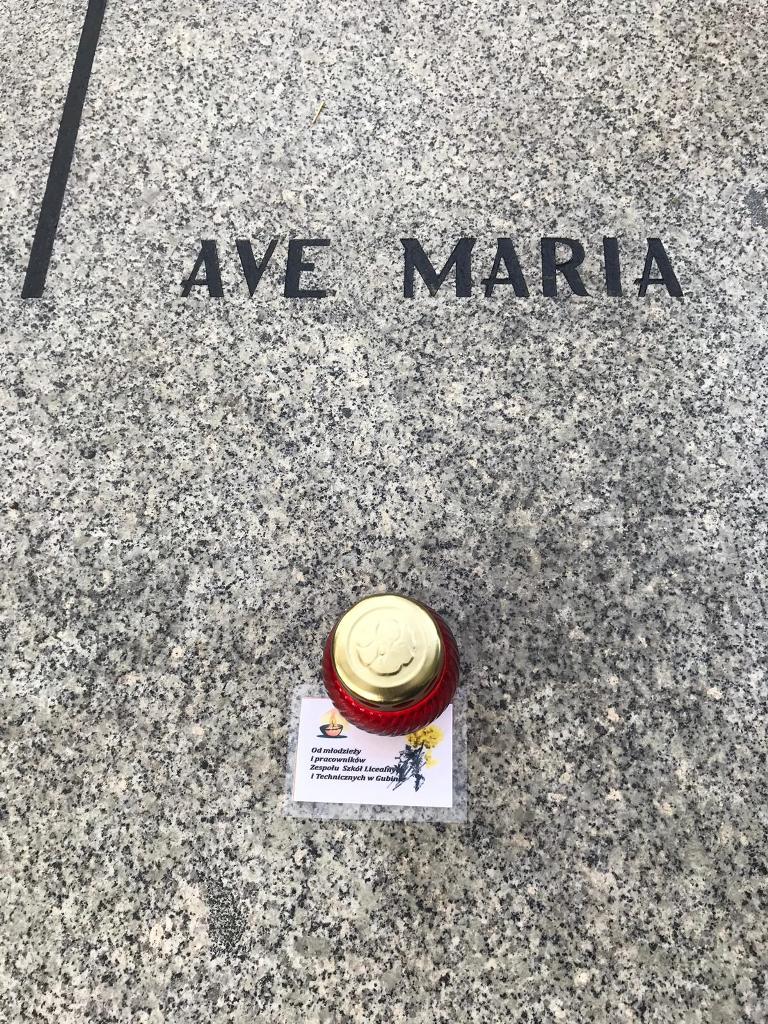 AVE MARIA
Od młodzieży
i pracowników
Zespołu Szkół
i Technicznych w